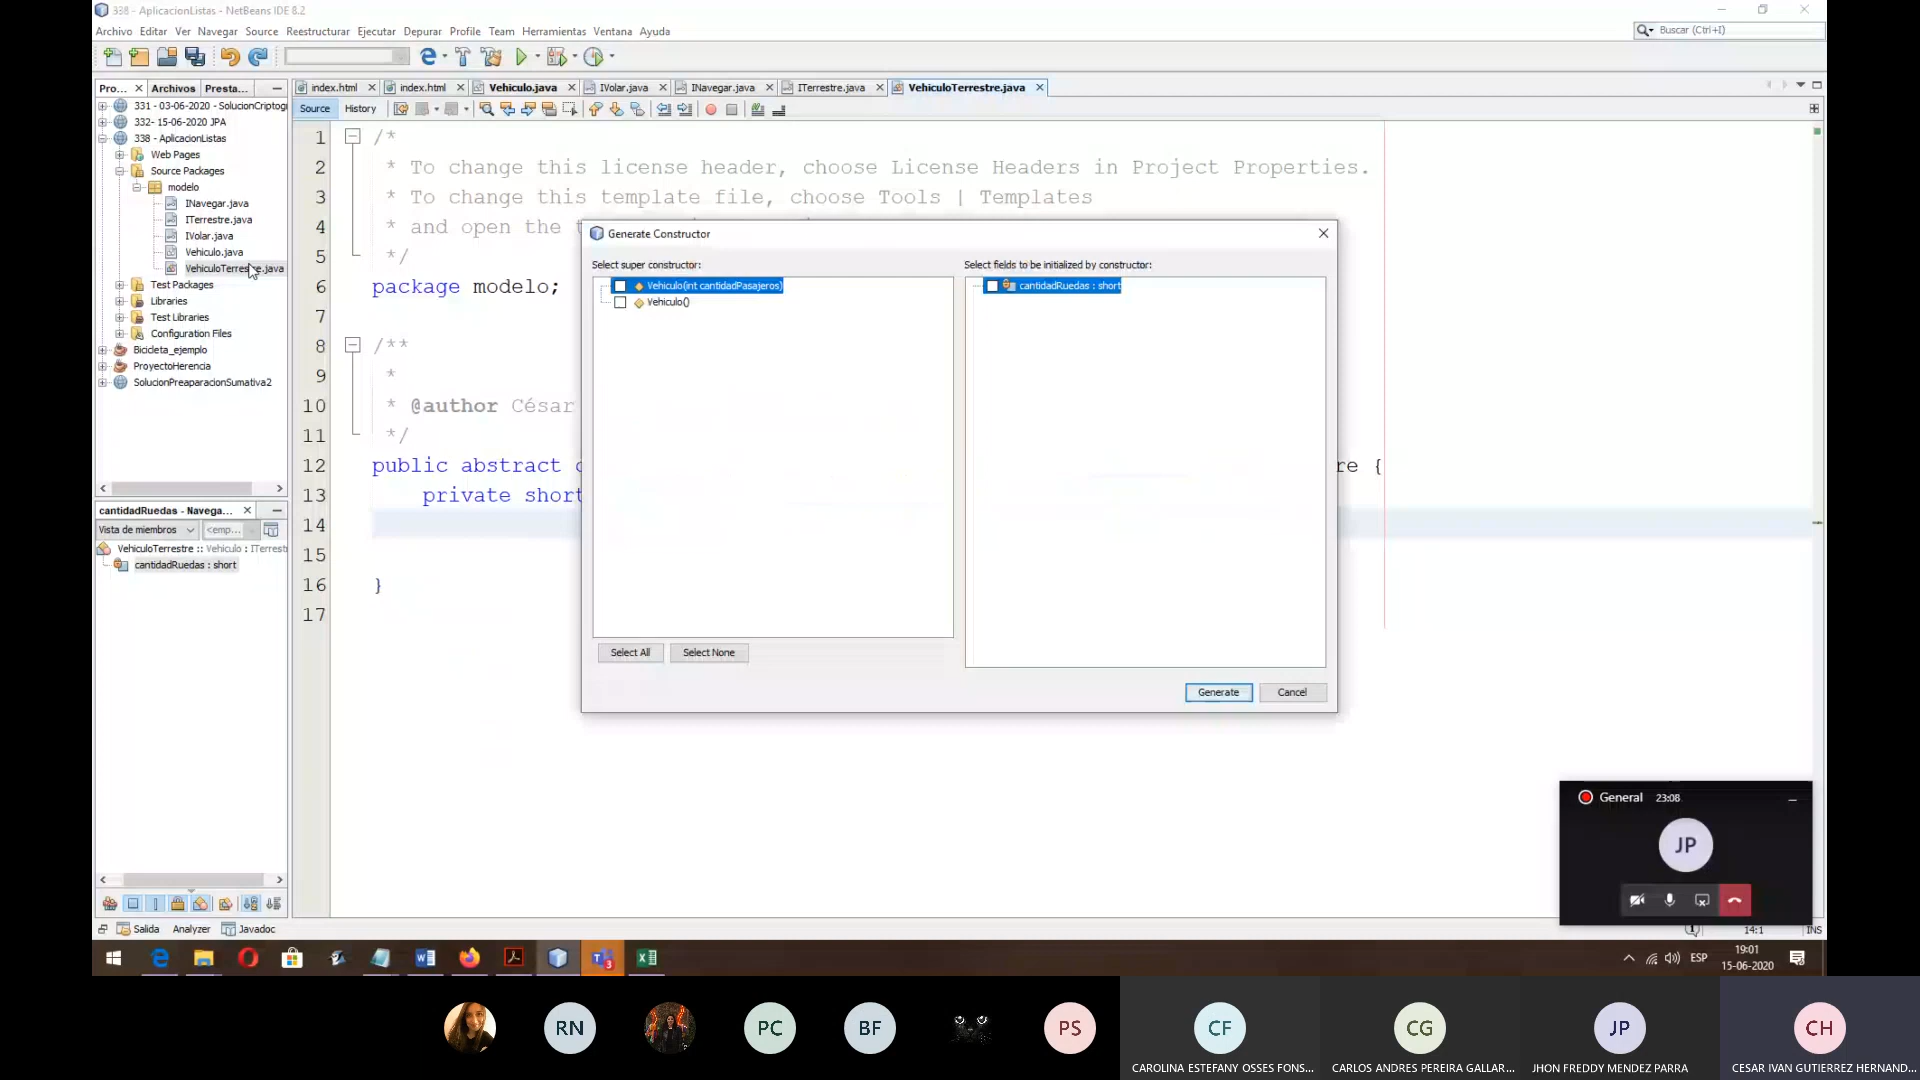 338 - AplicacionListas - NetBeans IDE 8.2
Archivo Editar Ver Navegar Source Reestructurar Ejecutar Depurar Profile Team Herramientas Ventana Ayuda
Buscar (Ctrl+I)
Pro... Archivos Presta...
index.html index.html Vehiculo.java IVolar.java INavegar.java ITerrestre.java VehiculoTerrestre.java
Source History
331 - 03-06-2020 - SolucionCriptog
332- 15-06-2020 JPA
338 - AplicacionListas
Web Pages
Source Packages
modelo
INavegar.java
ITerrestre.java
IVolar.java
Vehiculo.java
VehiculoTerrestre.java
Test Packages
Libraries
Test Libraries
Configuration Files
Bicicleta_ejemplo
ProyectoHerencia
SolucionPreaparacionSumativa2
cantidadRuedas - Navega...
Vista de miembros <emp...
VehiculoTerrestre :: Vehiculo : ITerrest
cantidadRuedas : short
1 /*
2 * To change this license header, choose License Headers in Project Properties.
3 * To change this template file, choose Tools | Templates
4 * and open the t
5 */
6 package modelo;
7
8 /**
9 *
10 * @author César
11 */
12 public abstract c re {
13 private short
14
15
16 }
17
Generate Constructor
Select super constructor:
Vehiculo(int cantidadPasajeros)
Vehiculo()
Select All Select None
Select fields to be initialized by constructor:
cantidadRuedas : short
Generate Cancel
General 23:08
JP
Salida Analyzer Javadoc
14:1 INS
ESP
19:01
15-06-2020
3
RN PC BF PS CF CG JP CH
CAROLINA ESTEFANY OSSES FONS... CARLOS ANDRES PEREIRA GALLAR... JHON FREDDY MENDEZ PARRA CESAR IVAN GUTIERREZ HERNAND...